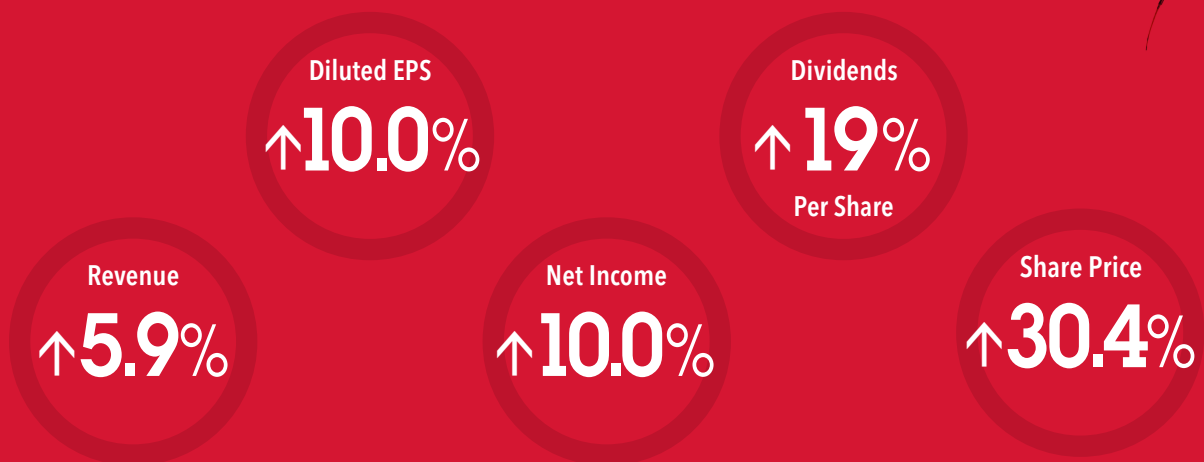 Diluted EPS
↑10.0%
Dividends
↑19%
Per Share
Revenue
↑5.9%
Net Income
↑10.0%
Share Price
↑30.4%